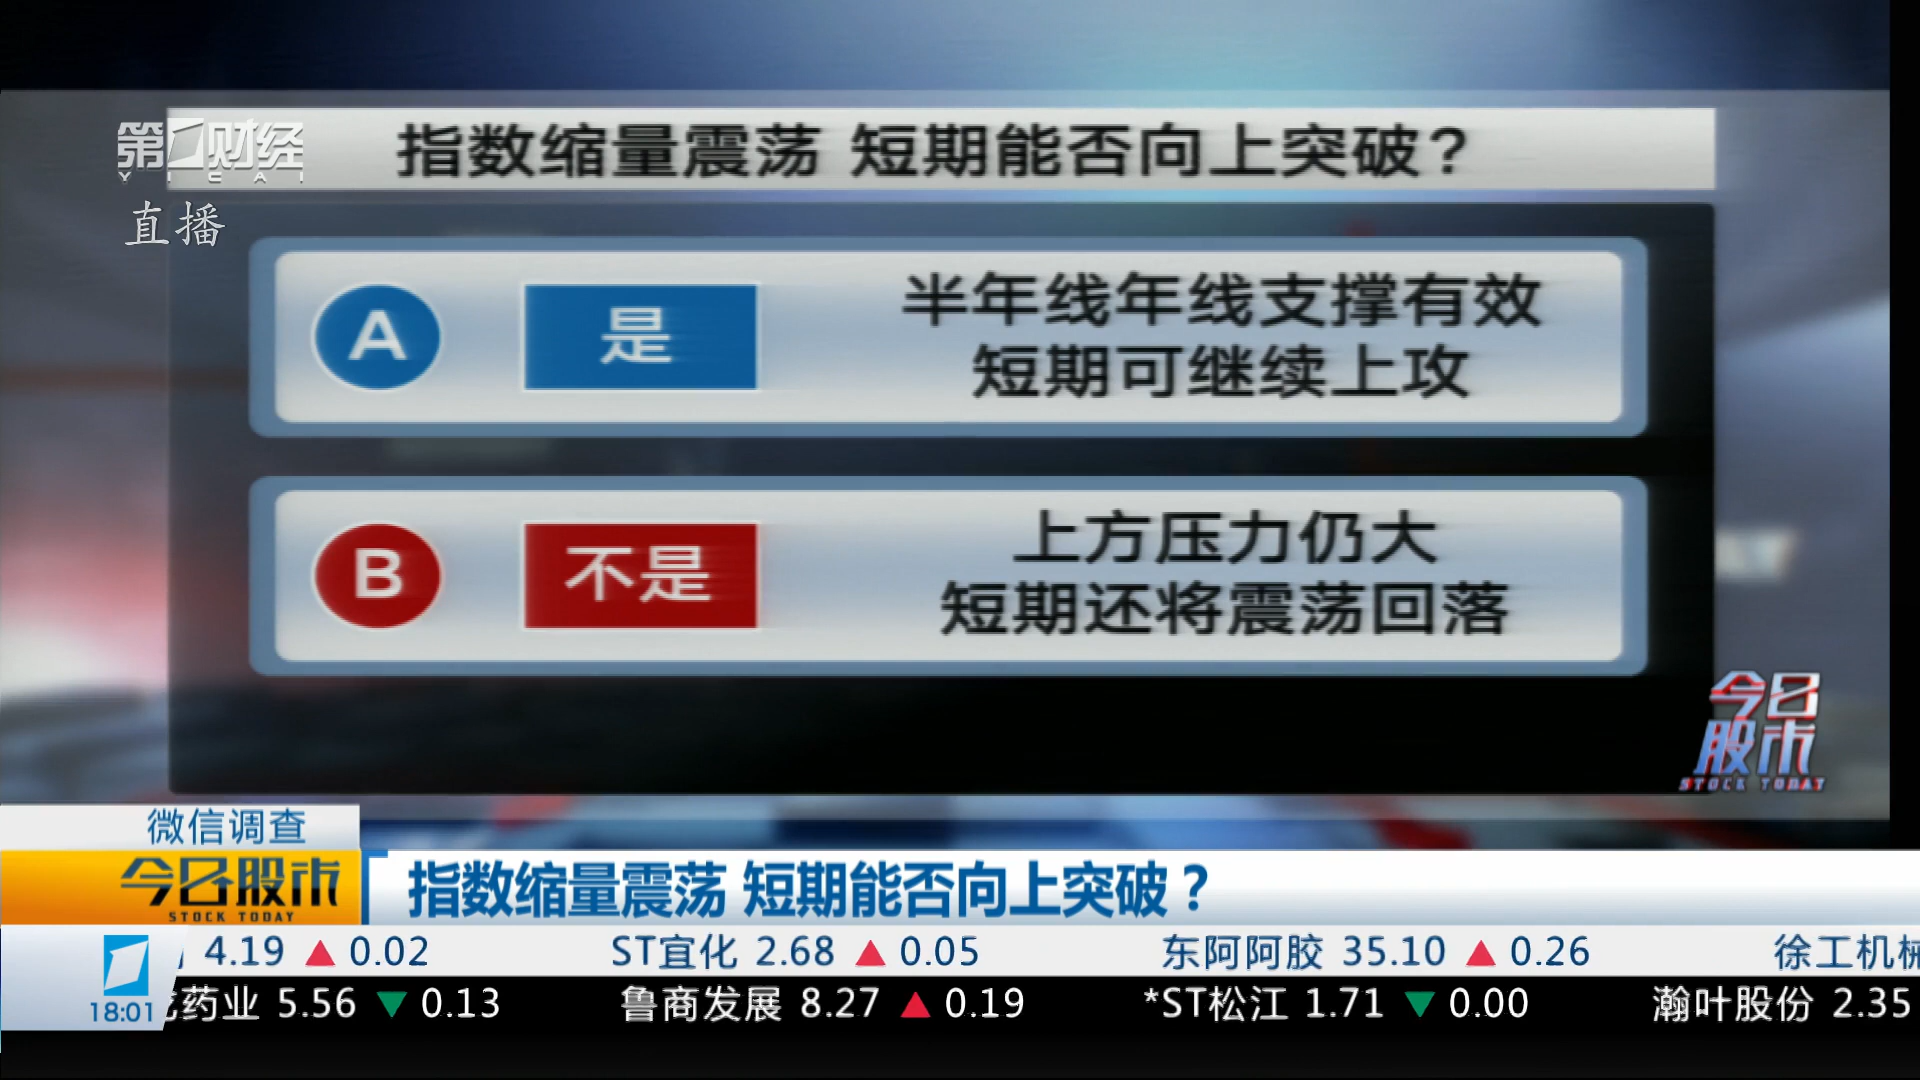 第1财经
YICAI
直播
指数缩量震荡 短期能否向上突破？
A 是 半年线年线支撑有效
短期可继续上攻
B 不是 上方压力仍大
短期还将震荡回落
今日
股市
STOCK TODAY
微信调查
今日股市
STOCK TODAY
指数缩量震荡 短期能否向上突破？
4.19 ▲ 0.02 ST宜化 2.68 ▲ 0.05 东阿阿胶 35.10 ▲ 0.26 徐工机械
18:01
药业 5.56 ▼ 0.13 鲁商发展 8.27 ▲ 0.19 *ST松江 1.71 ▼ 0.00 瀚叶股份 2.35